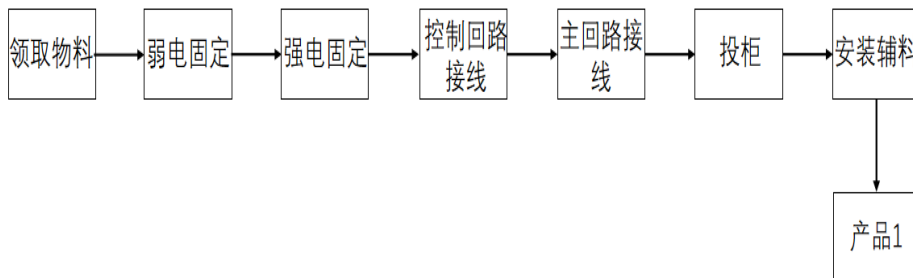 领取物料
弱电固定
强电固定
控制回路
接线
主回路接
线
投柜
安装辅料
产品1